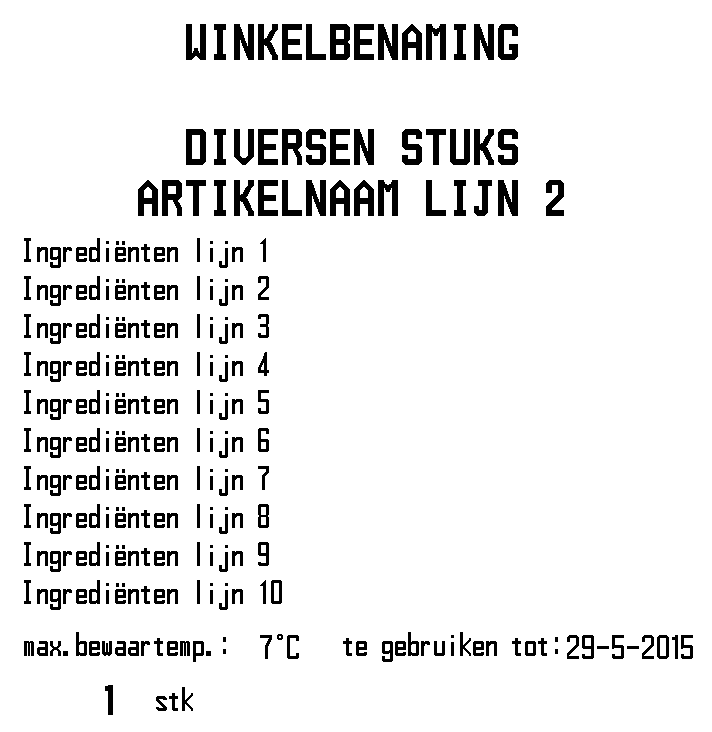 WINKELBENAMING
DIVERSEN STUKS
ARTIKELNAAM LIJN 2
Ingrediënten lijn 1
Ingrediënten lijn 2
Ingrediënten lijn 3
Ingrediënten lijn 4
Ingrediënten lijn 5
Ingrediënten lijn 6
Ingrediënten lijn 7
Ingrediënten lijn 8
Ingrediënten lijn 9
Ingrediënten lijn 10
max.bewaartemp.: 7°C te gebruiken tot:29-5-2015
1 stk